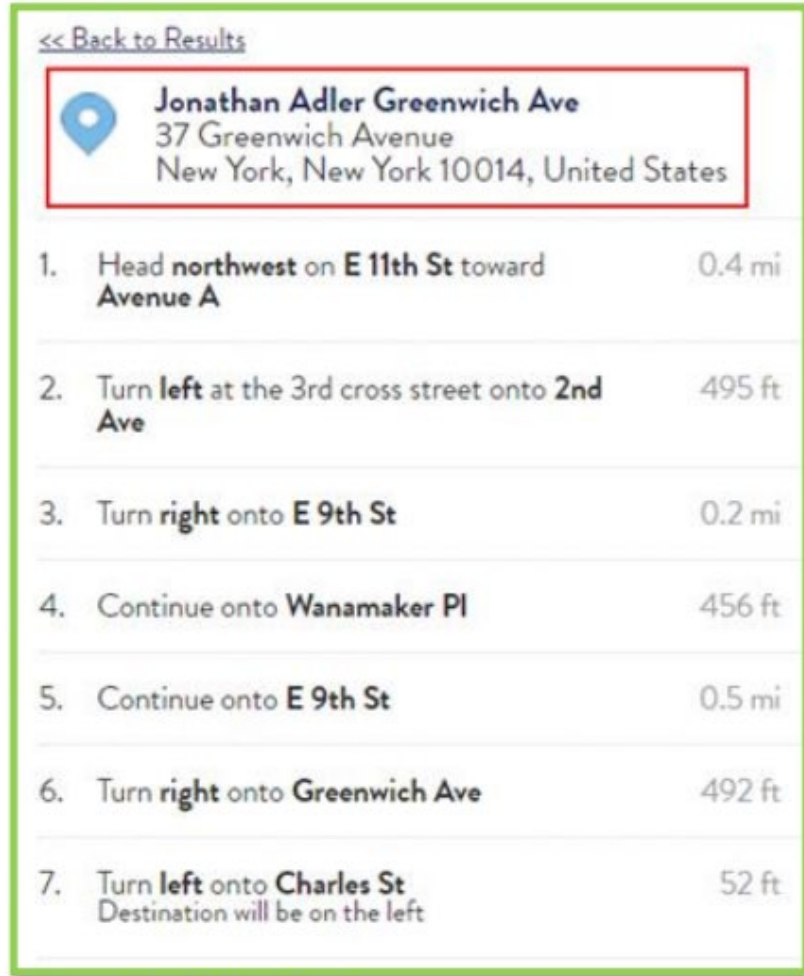 << Back to Results
Jonathan Adler Greenwich Ave
37 Greenwich Avenue
New York, New York 10014, United States
1. Head northwest on E 11th St toward 0.4 mi
Avenue A
2. Turn left at the 3rd cross street onto 2nd 495 ft
Ave
3. Turn right onto E 9th St 0.2 mi
4. Continue onto Wanamaker Pl 456 ft
5. Continue onto E 9th St 0.5 mi
6. Turn right onto Greenwich Ave 492 ft
7. Turn left onto Charles St 52 ft
Destination will be on the left